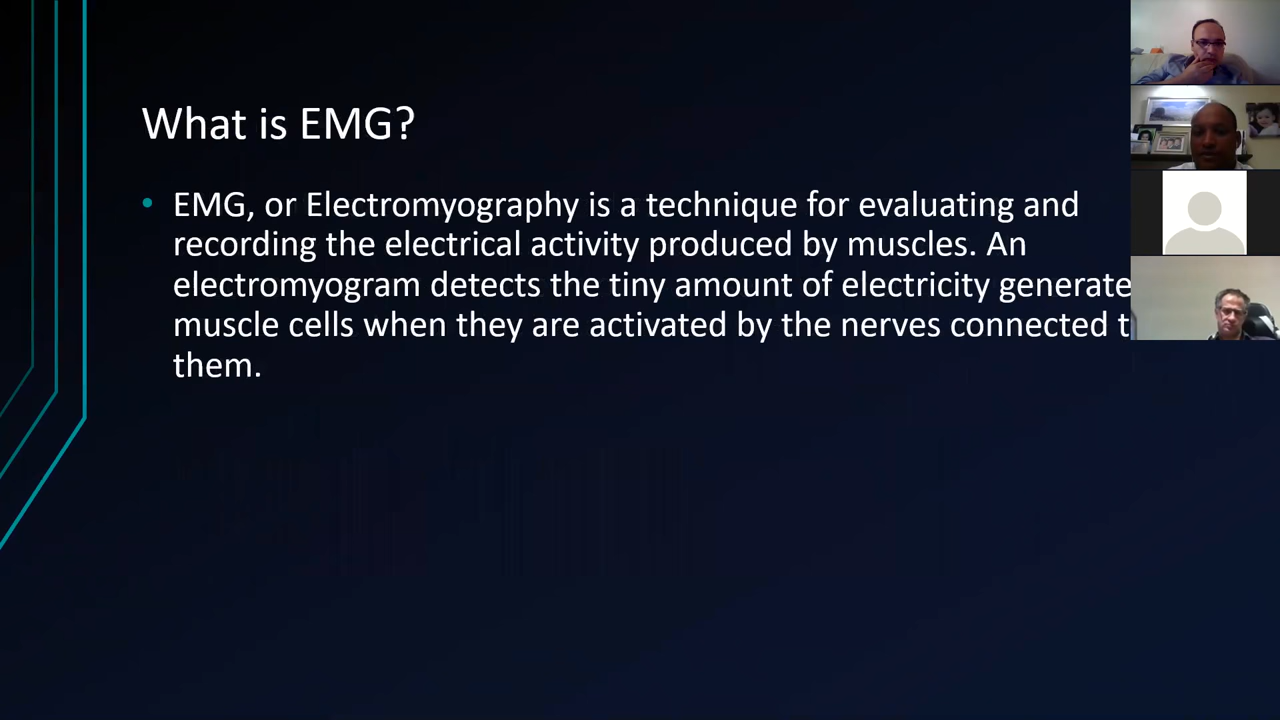 What is EMG?
• EMG, or Electromyography is a technique for evaluating and
recording the electrical activity produced by muscles. An
electromyogram detects the tiny amount of electricity generate
muscle cells when they are activated by the nerves connected t
them.